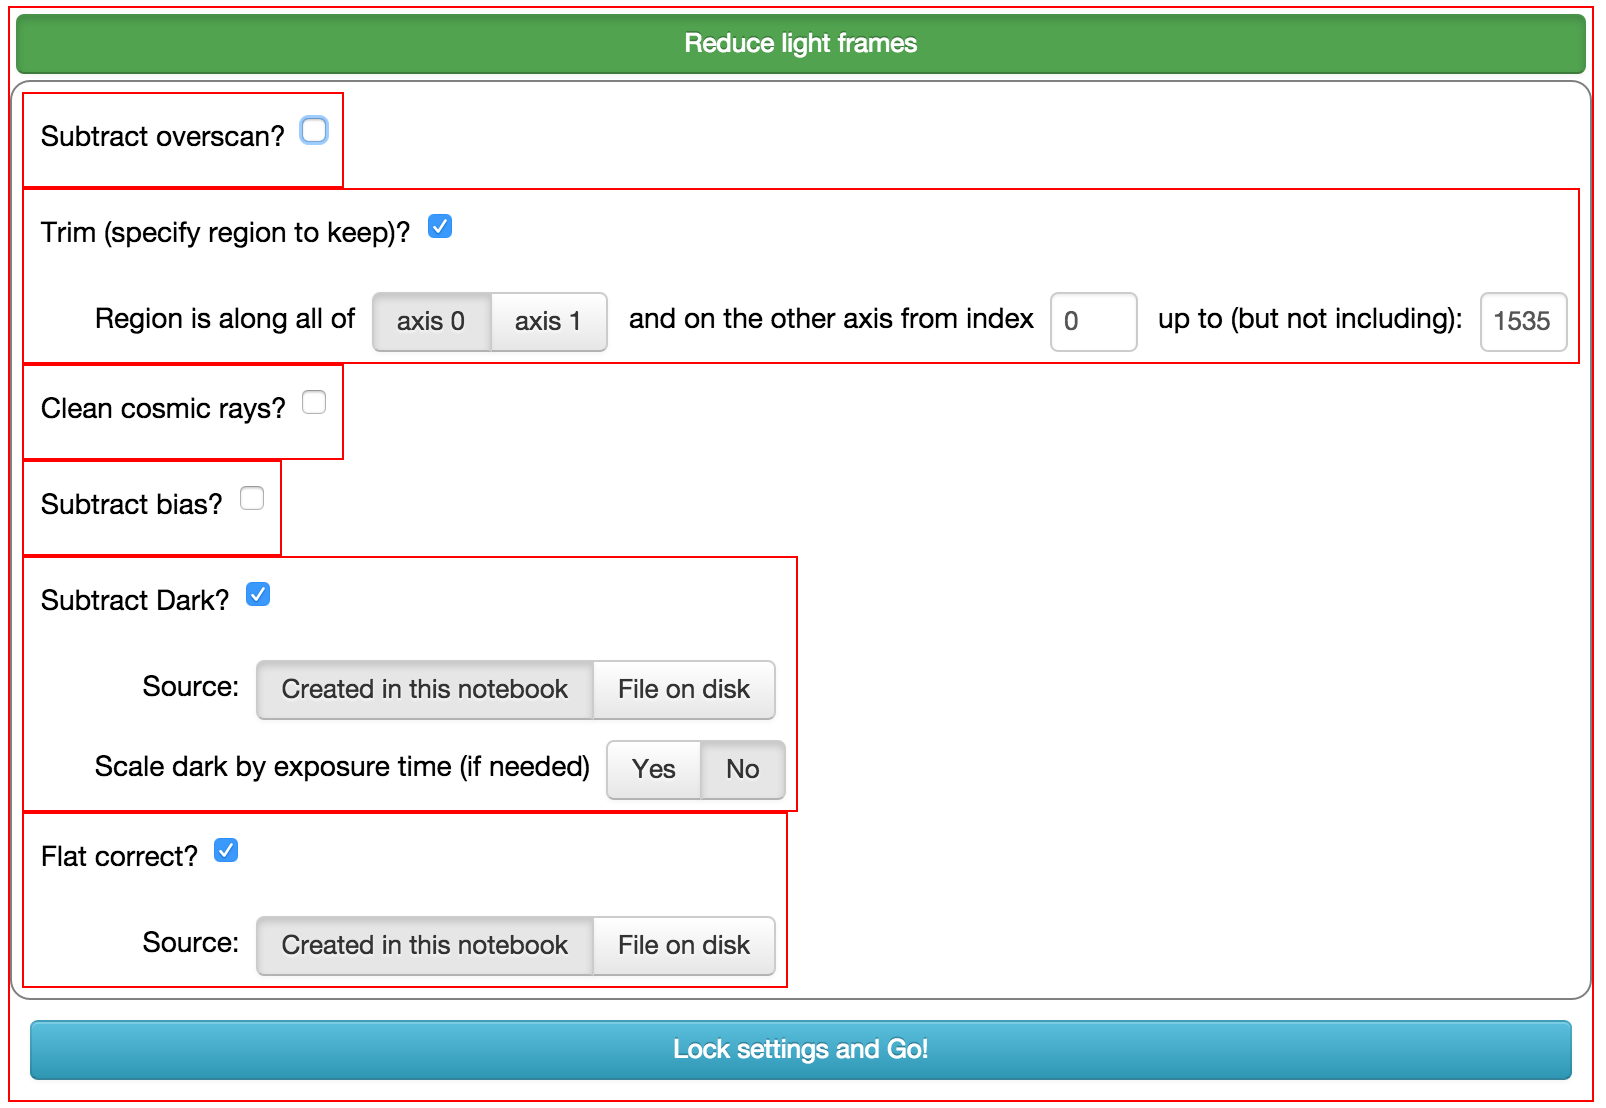 Reduce light frames
Subtract overscan?
Trim (specify region to keep)?
Region is along all of axis 0 axis 1 and on the other axis from index 0 up to (but not including): 1535
Clean cosmic rays?
Subtract bias?
Subtract Dark?
Source: Created in this notebook File on disk
Scale dark by exposure time (if needed) Yes No
Flat correct?
Source: Created in this notebook File on disk
Lock settings and Go!